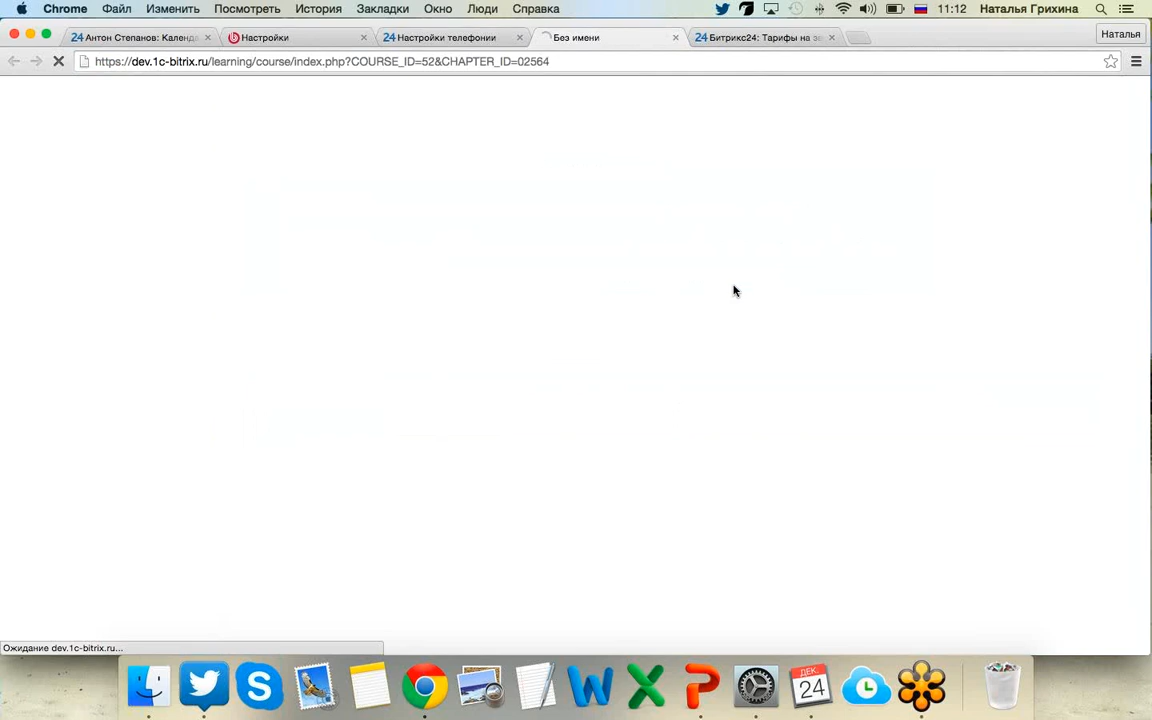 Chrome Файл Изменить Посмотреть История Закладки Окно Люди Справка 11:12 Наталья Грихина
24 Антон Степанов: Календа
Настройки
24 Настройки телефонии
Без имени
24 Битрикс24: Тарифы на эк
Наталья
https://dev.1c-bitrix.ru/learning/course/index.php?COURSE_ID=52&CHAPTER_ID=02564
Ожидание dev.1c-bitrix.ru...
ДЕК.
24